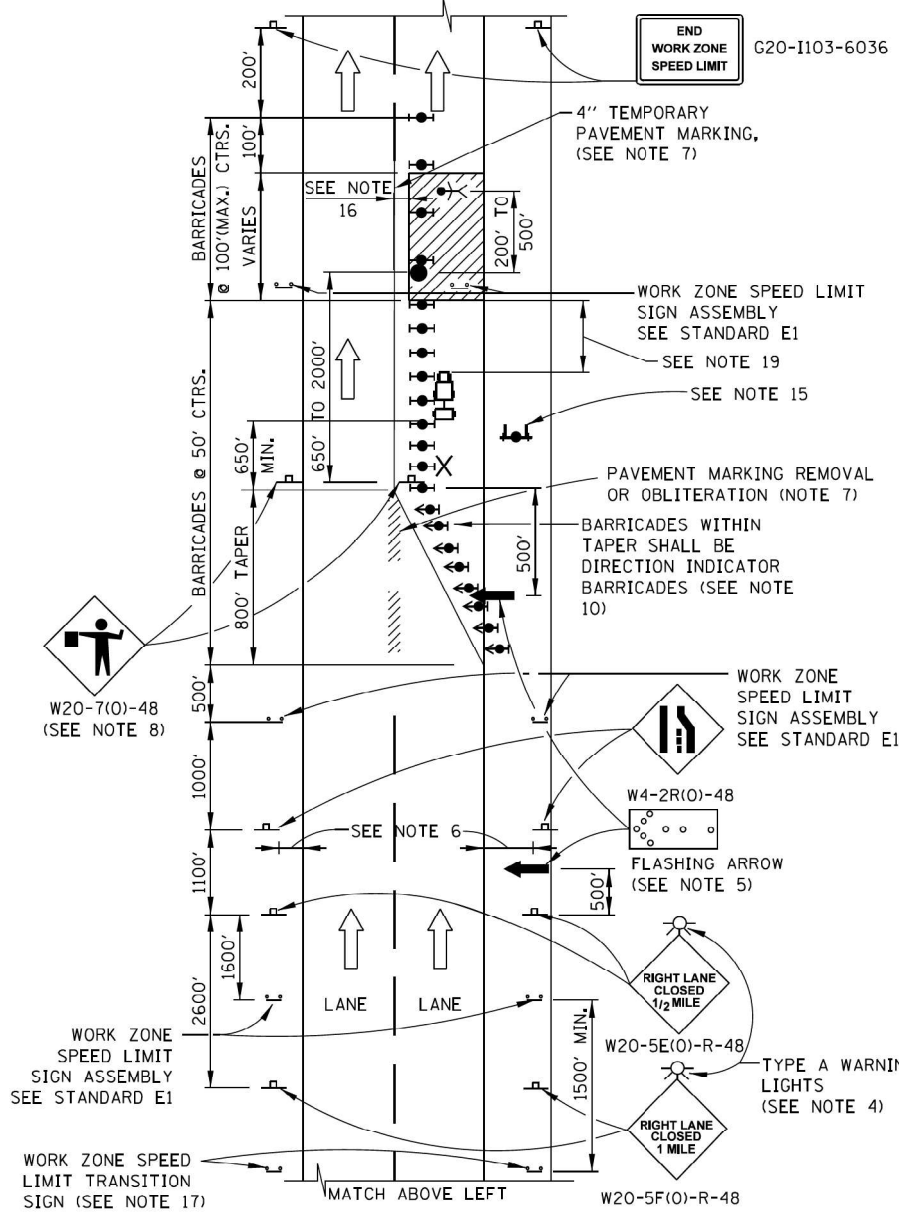 END
WORK ZONE
SPEED LIMIT
G20-I103-6036
200'
4'' TEMPORARY
PAVEMENT MARKING,
(SEE NOTE 7)
BARRICADES
@ 100'(MAX.) CTRS.
100'
VARIES
SEE NOTE
16
200' TO
500'
WORK ZONE SPEED LIMIT
SIGN ASSEMBLY
SEE STANDARD E1
SEE NOTE 19
SEE NOTE 15
BARRICADES @ 50' CTRS.
650' TO 2000'
650'
MIN.
PAVEMENT MARKING REMOVAL
OR OBLITERATION (NOTE 7)
BARRICADES WITHIN
TAPER SHALL BE
DIRECTION INDICATOR
BARRICADES (SEE NOTE
10)
500'
800' TAPER
W20-7(O)-48
(SEE NOTE 8)
500'
WORK ZONE
SPEED LIMIT
SIGN ASSEMBLY
SEE STANDARD E1
1000'
W4-2R(O)-48
SEE NOTE 6
FLASHING ARROW
(SEE NOTE 5)
1100'
500'
RIGHT LANE
CLOSED
1/2 MILE
W20-5E(O)-R-48
1600'
2600'
LANE
LANE
WORK ZONE
SPEED LIMIT
SIGN ASSEMBLY
SEE STANDARD E1
1500' MIN.
TYPE A WARNIN
LIGHTS
(SEE NOTE 4)
RIGHT LANE
CLOSED
1 MILE
W20-5F(O)-R-48
WORK ZONE SPEED
LIMIT TRANSITION
SIGN (SEE NOTE 17)
MATCH ABOVE LEFT